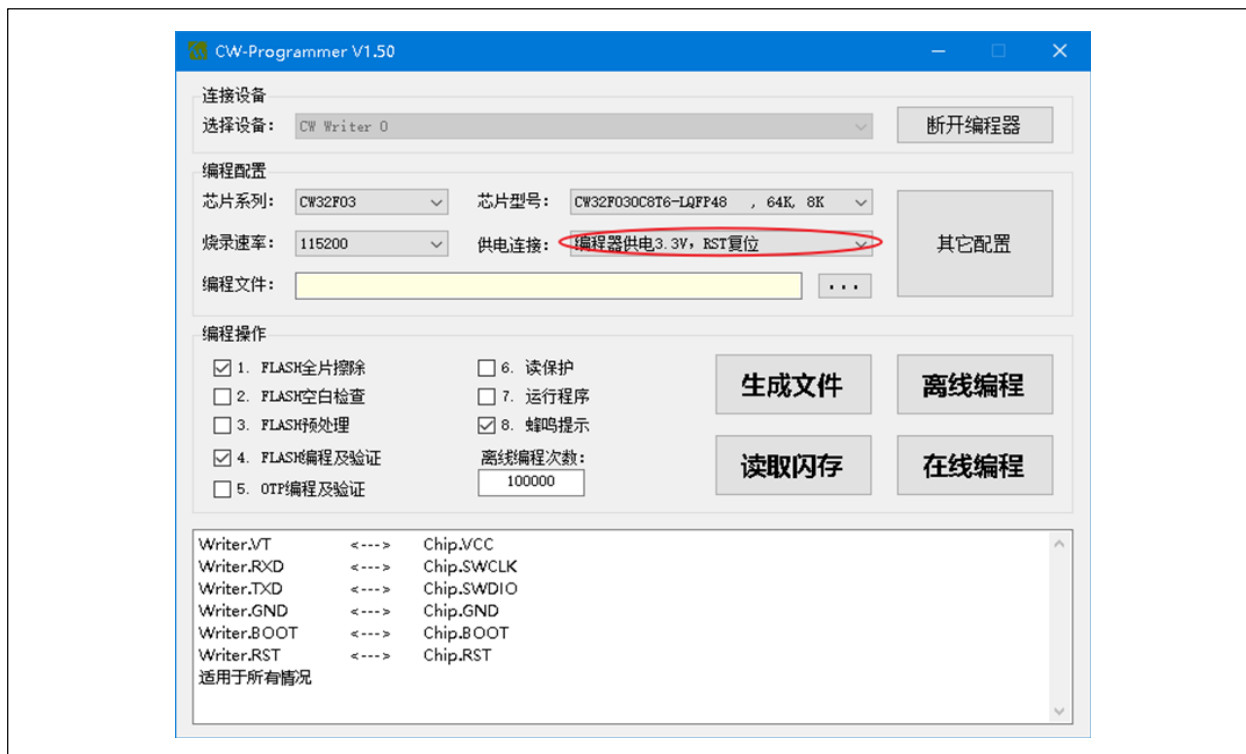 CW-Programmer V1.50
连接设备
选择设备: CW Writer 0 断开编程器
编程配置
芯片系列: CW32F03 芯片型号: CW32F030C8T6-LQFP48 , 64K, 8K
烧录速率: 115200 供电连接: 编程器供电3.3V，RST复位 其它配置
编程文件: ...
编程操作
1. FLASH全片擦除 6. 读保护
2. FLASH空白检查 7. 运行程序 生成文件 离线编程
3. FLASH预处理 8. 蜂鸣提示
4. FLASH编程及验证 离线编程次数: 读取闪存 在线编程
5. OTP编程及验证 100000
Writer.VT <---> Chip.VCC
Writer.RXD <---> Chip.SWCLK
Writer.TXD <---> Chip.SWDIO
Writer.GND <---> Chip.GND
Writer.BOOT <---> Chip.BOOT
Writer.RST <---> Chip.RST
适用于所有情况